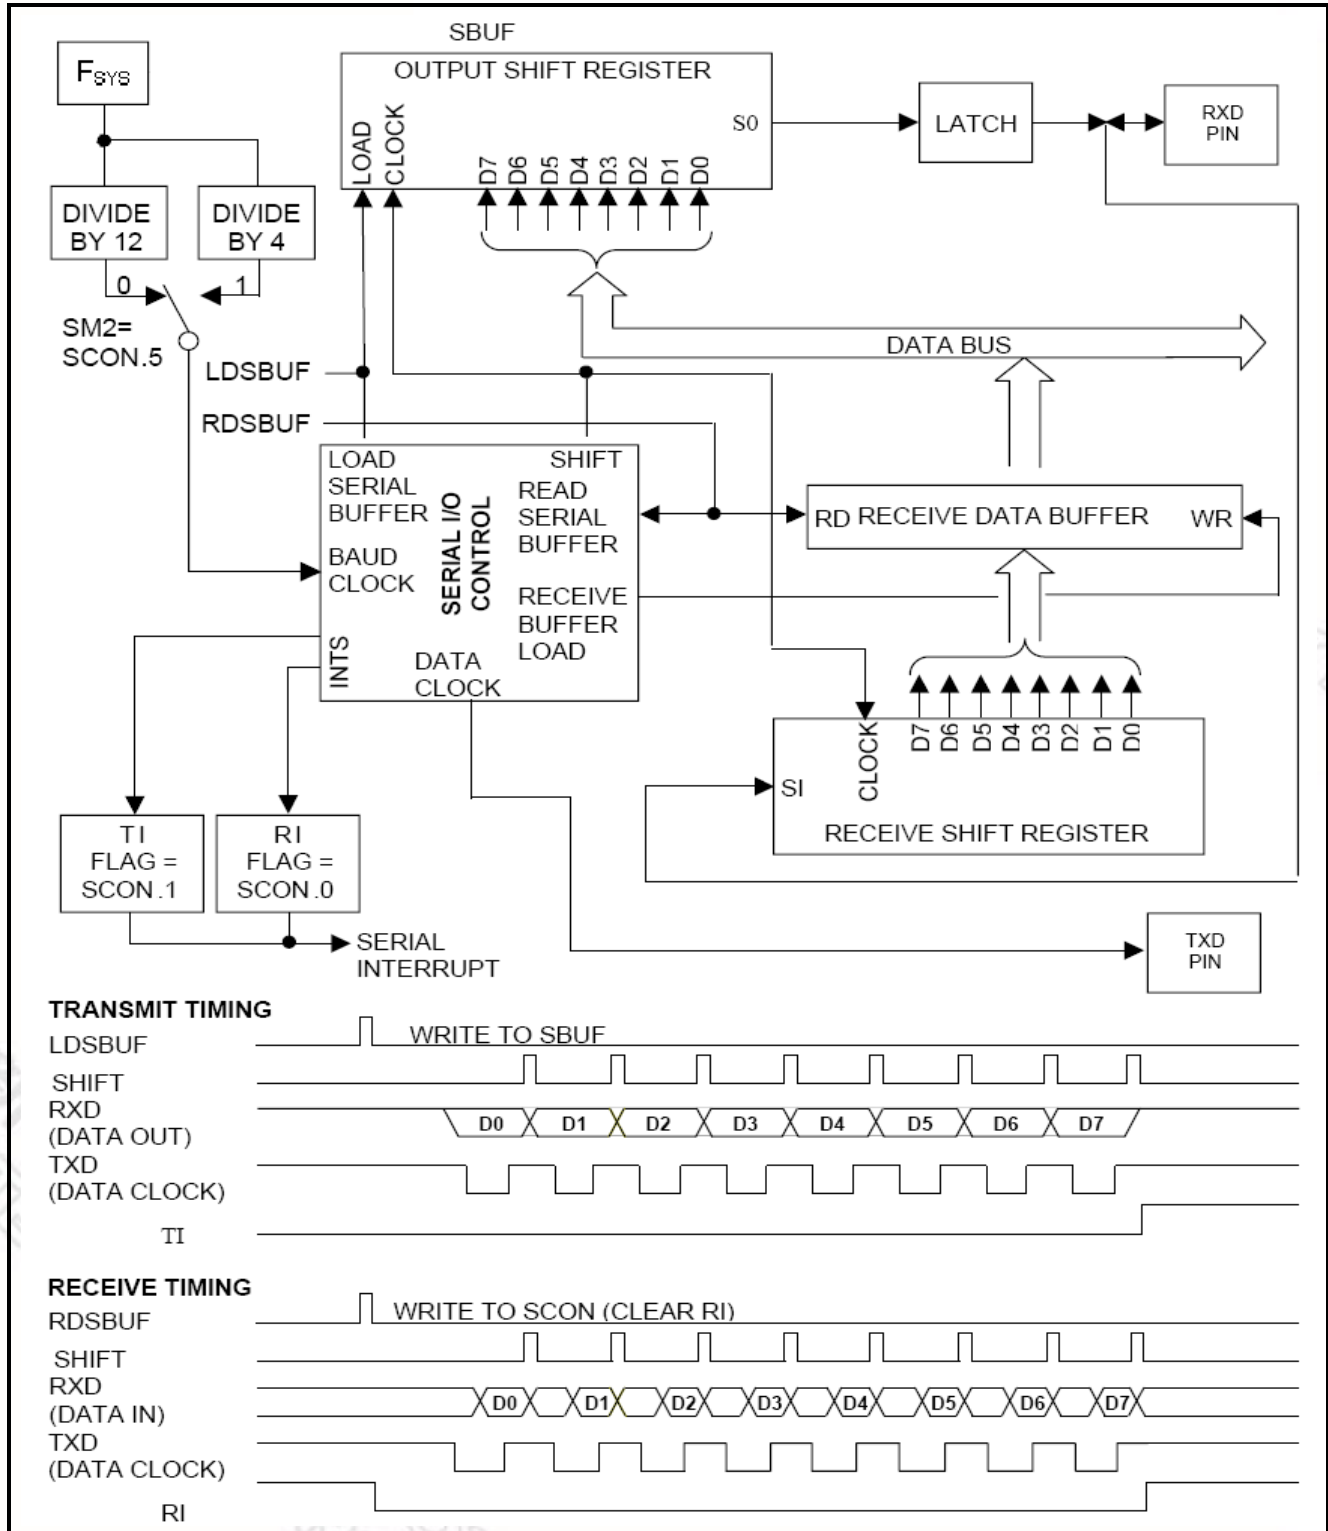 SBUF
FSYS
OUTPUT SHIFT REGISTER
LOAD
CLOCK
S0
D7 D6 D5 D4 D3 D2 D1 D0
LATCH
RXD
PIN
DIVIDE
BY 12
DIVIDE
BY 4
0
1
SM2=
SCON.5
DATA BUS
LDSBUF
RDSBUF
LOAD
SERIAL
BUFFER
SHIFT
READ
SERIAL
BUFFER
SERIAL I/O
CONTROL
BAUD
CLOCK
RECEIVE
BUFFER
LOAD
INTS
DATA
CLOCK
RD RECEIVE DATA BUFFER WR
CLOCK
D7 D6 D5 D4 D3 D2 D1 D0
SI
RECEIVE SHIFT REGISTER
TI
FLAG =
SCON.1
RI
FLAG =
SCON.0
SERIAL
INTERRUPT
TXD
PIN
TRANSMIT TIMING
LDSBUF
WRITE TO SBUF
SHIFT
RXD
(DATA OUT)
D0 D1 D2 D3 D4 D5 D6 D7
TXD
(DATA CLOCK)
TI
RECEIVE TIMING
RDSBUF
WRITE TO SCON (CLEAR RI)
SHIFT
RXD
(DATA IN)
D0 D1 D2 D3 D4 D5 D6 D7
TXD
(DATA CLOCK)
RI